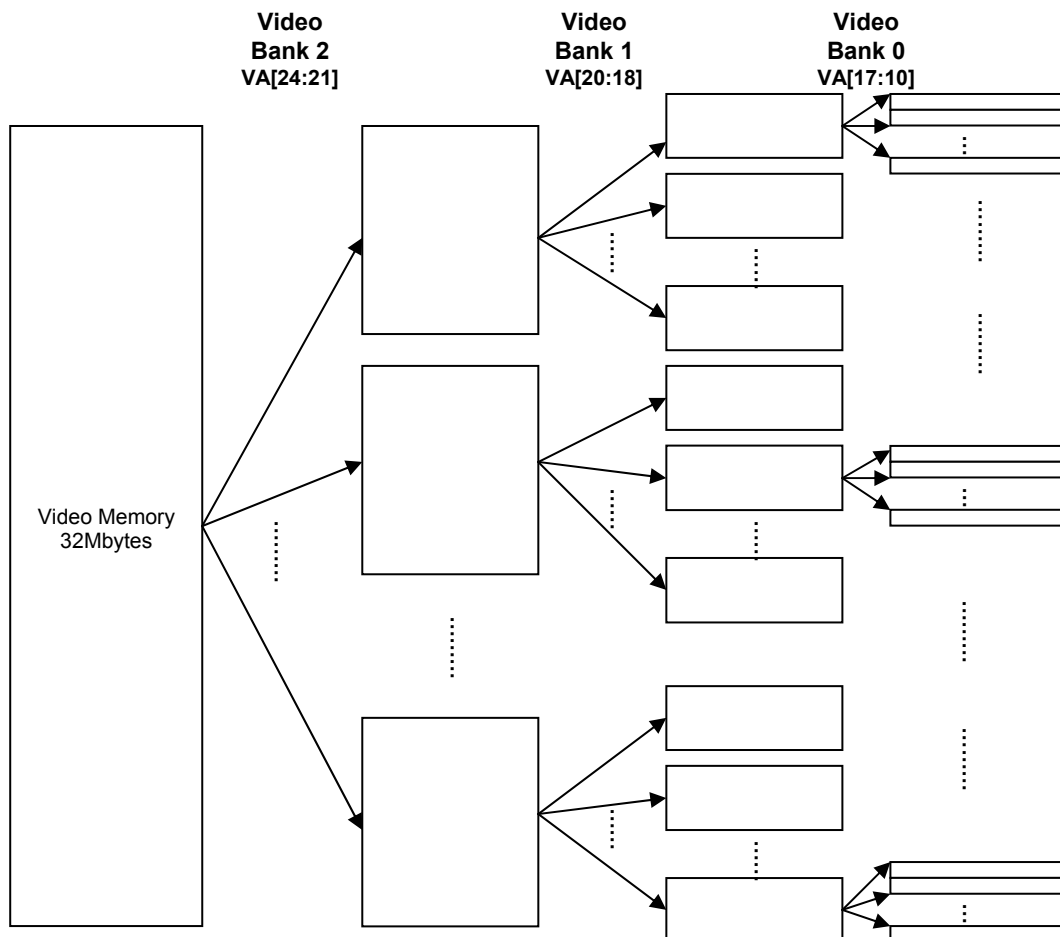 Video
Bank 2
VA[24:21]
Video
Bank 1
VA[20:18]
Video
Bank 0
VA[17:10]
Video Memory
32Mbytes